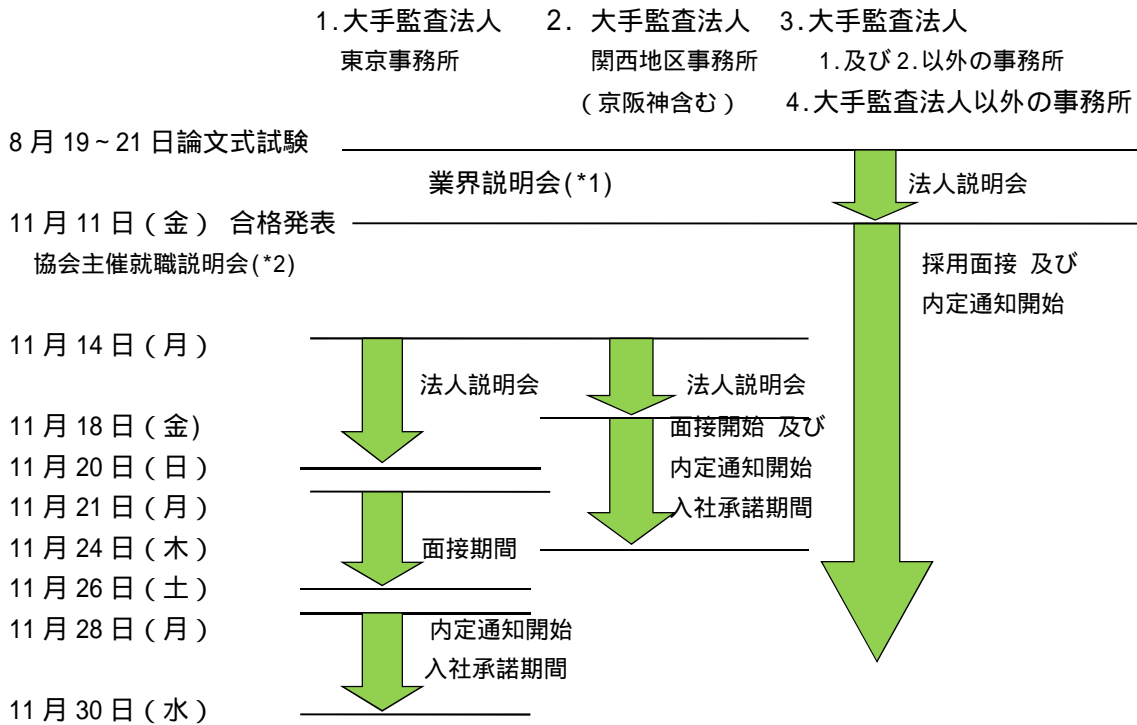 1.大手監査法人 2. 大手監査法人 3.大手監査法人
東京事務所 関西地区事務所 1.及び2.以外の事務所
(京阪神含む) 4.大手監査法人以外の事務所
8月19~21日論文式試験
業界説明会(*1) 法人説明会
11月11日(金) 合格発表
協会主催就職説明会(*2) 採用面接 及び
内定通知開始
11月14日(月)
法人説明会 法人説明会
11月18日(金) 面接開始 及び
11月20日(日) 内定通知開始
11月21日(月) 入社承諾期間
11月24日(木) 面接期間
11月26日(土)
11月28日(月) 内定通知開始
入社承諾期間
11月30日(水)